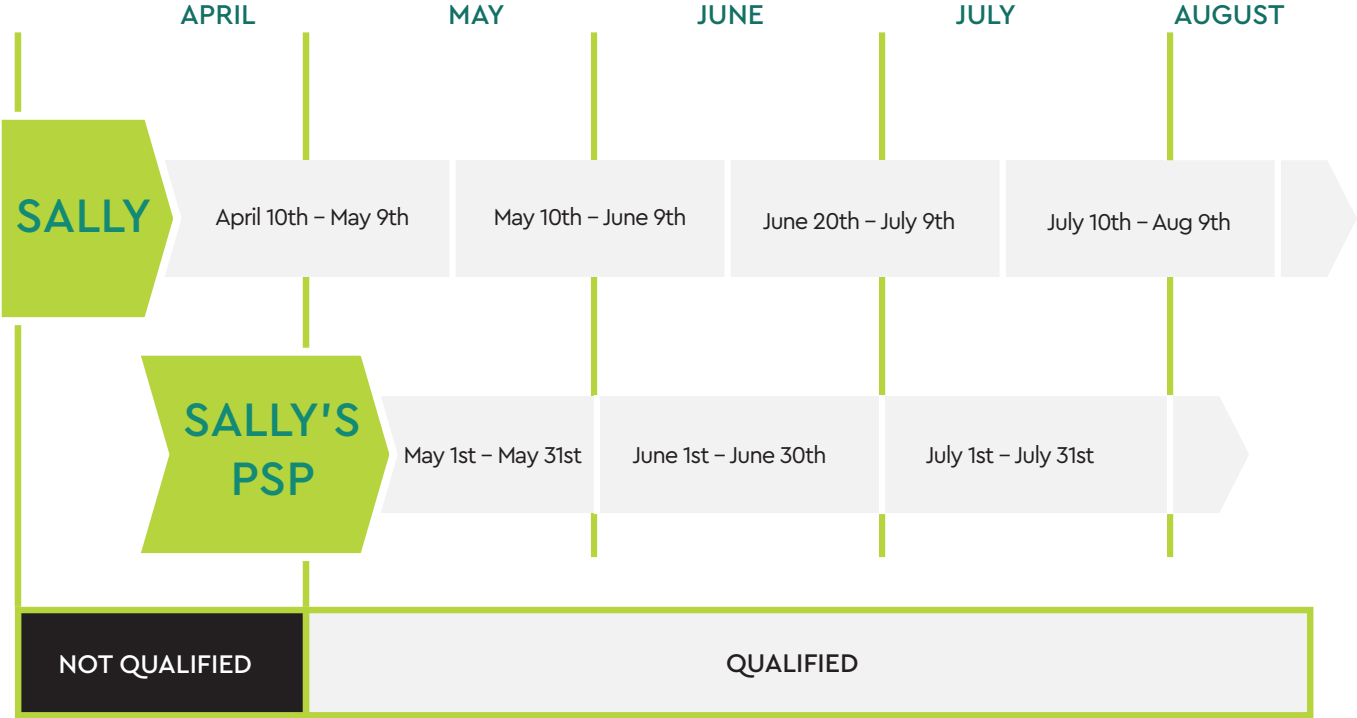 APRIL MAY JUNE JULY AUGUST
SALLY
April 10th – May 9th
May 10th – June 9th
June 20th – July 9th
July 10th – Aug 9th
SALLY'S
PSP
May 1st – May 31st
June 1st – June 30th
July 1st – July 31st
NOT QUALIFIED
QUALIFIED